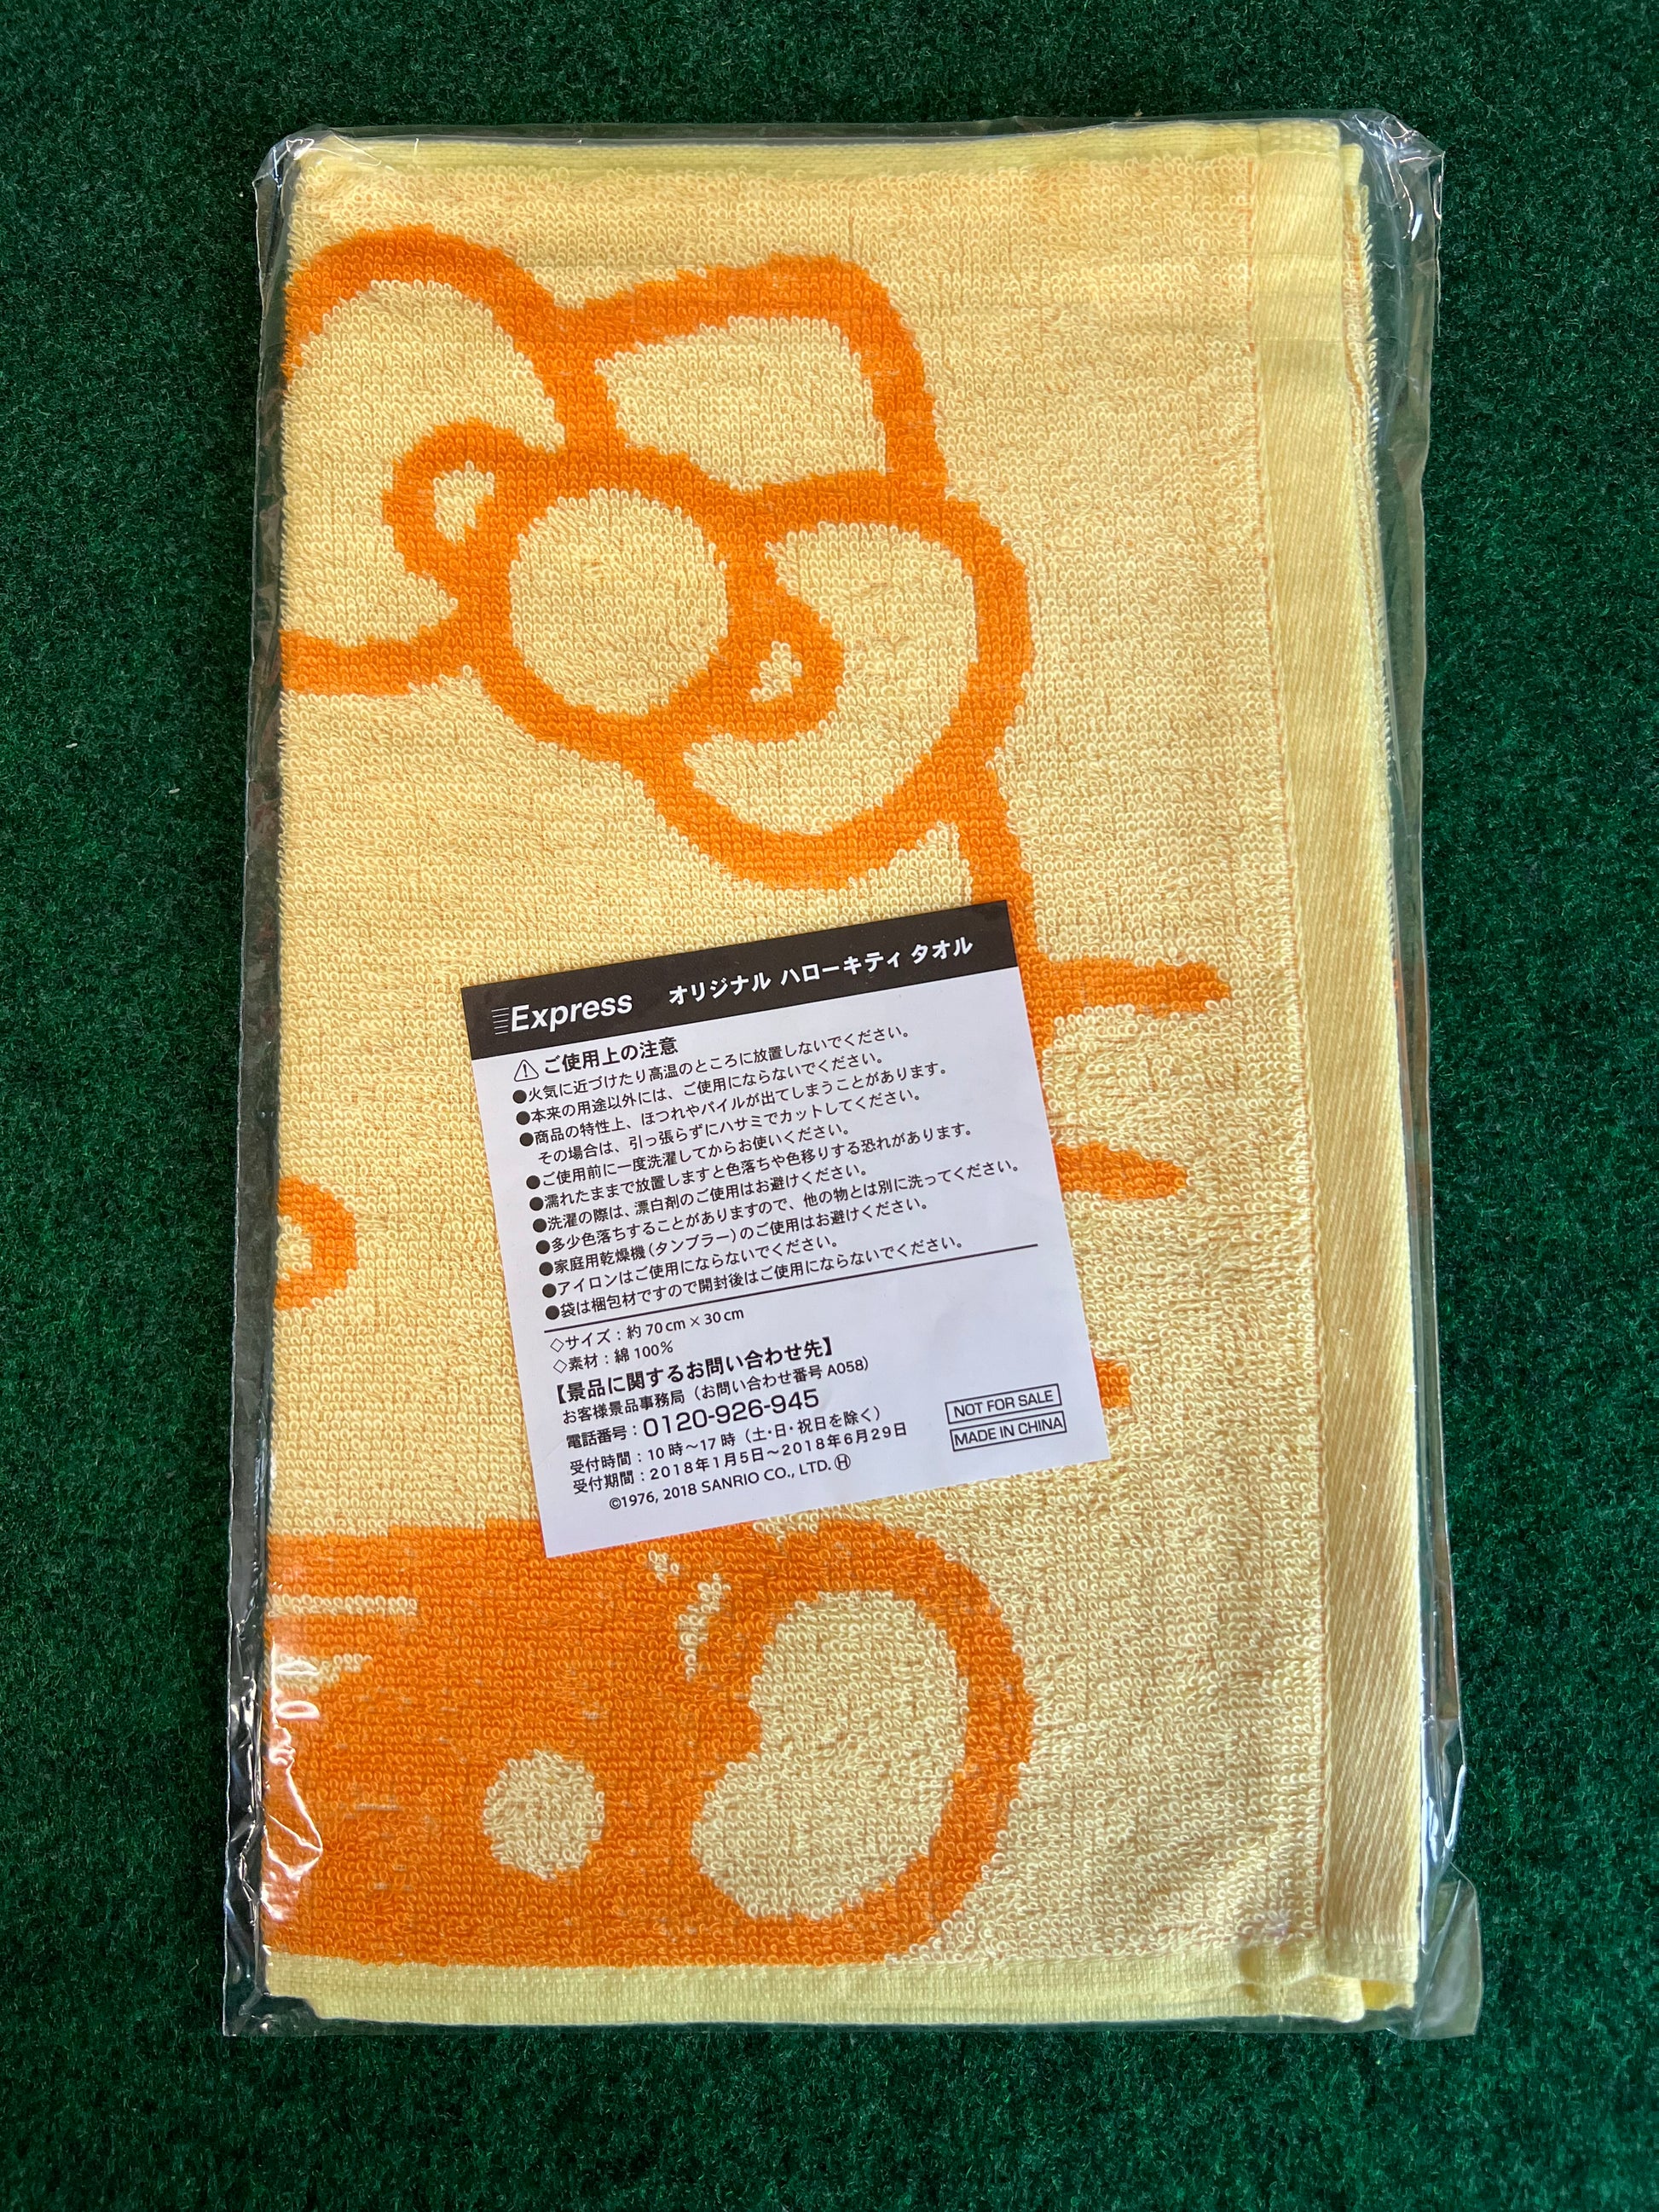 Express オリジナル ハローキティ タオル
ご使用上の注意
●火気に近づけたり高温のところに放置しないでください。
●本来の用途以外には、ご使用にならないでください。
●商品の特性上、ほつれやパイルが出てしまうことがあります。
その場合は、引っ張らずにハサミでカットしてください。
●ご使用前に一度洗濯してからお使いください。
●濡れたままで放置しますと色落ちや色移りする恐れがあります。
●洗濯の際は、漂白剤のご使用はお避けください。
●多少色落ちすることがありますので、他の物とは別に洗ってください。
●家庭用乾燥機(タンブラー)のご使用はお避けください。
●アイロンはご使用にならないでください。
●袋は梱包材ですので開封後はご使用にならないでください。
◇サイズ：約70cm×30cm
◇素材：綿100%
【景品に関するお問い合わせ先】
お客様景品事務局（お問い合わせ番号A058）
電話番号：0120-926-945
受付時間：10時～17時（土・日・祝日を除く）
受付期間：2018年1月5日～2018年6月29日
©1976, 2018 SANRIO CO., LTD. Ⓗ
NOT FOR SALE
MADE IN CHINA